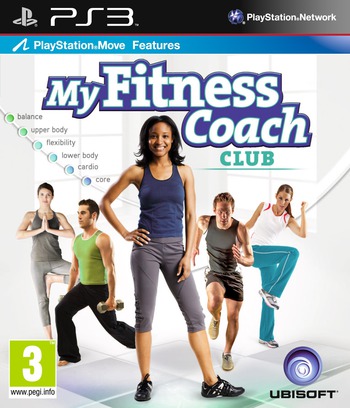 PS3
PlayStation®Network
PlayStation®Move Features
My Fitness
Coach
CLUB
balance
upper body
flexibility
lower body
cardio
core
3
www.pegi.info
UBISOFT